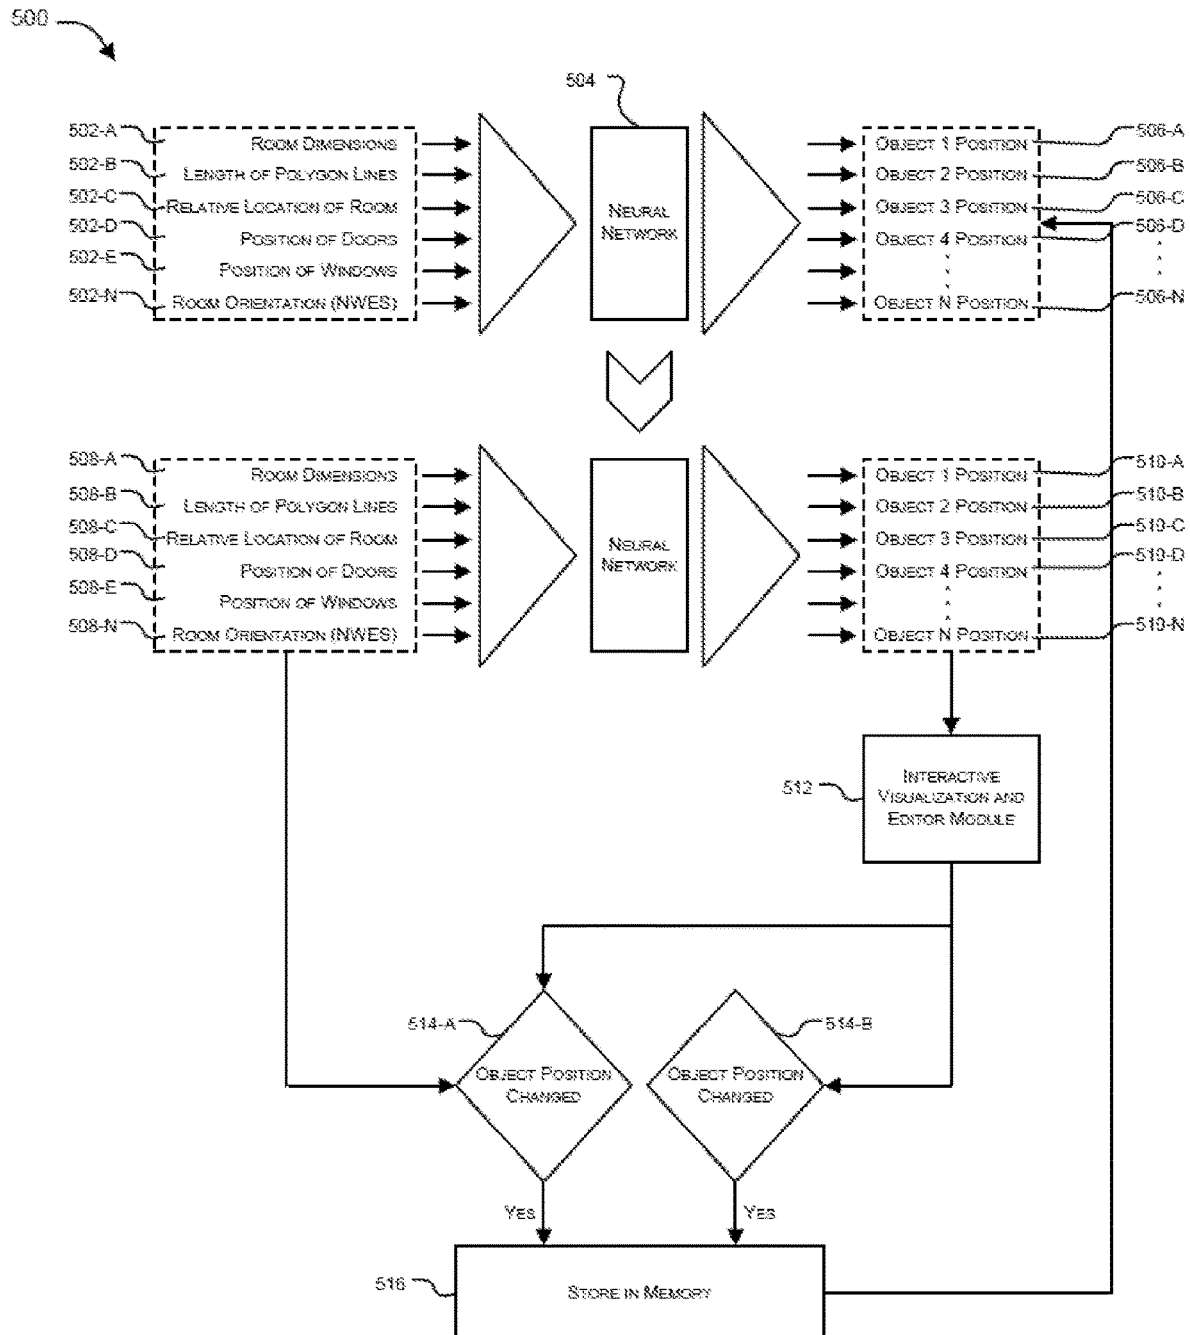 500
504
502-A
ROOM DIMENSIONS
OBJECT 1 POSITION
506-A
502-B
LENGTH OF POLYGON LINES
OBJECT 2 POSITION
506-B
502-C
RELATIVE LOCATION OF ROOM
NEURAL
NETWORK
OBJECT 3 POSITION
506-C
502-D
POSITION OF DOORS
OBJECT 4 POSITION
506-D
502-E
POSITION OF WINDOWS
502-N
ROOM ORIENTATION (NWES)
OBJECT N POSITION
506-N
508-A
ROOM DIMENSIONS
OBJECT 1 POSITION
510-A
508-B
LENGTH OF POLYGON LINES
OBJECT 2 POSITION
510-B
508-C
RELATIVE LOCATION OF ROOM
NEURAL
NETWORK
OBJECT 3 POSITION
510-C
508-D
POSITION OF DOORS
OBJECT 4 POSITION
510-D
508-E
POSITION OF WINDOWS
508-N
ROOM ORIENTATION (NWES)
OBJECT N POSITION
510-N
512
INTERACTIVE
VISUALIZATION AND
EDITOR MODULE
514-A
OBJECT POSITION
CHANGED
514-B
OBJECT POSITION
CHANGED
YES
YES
516
STORE IN MEMORY